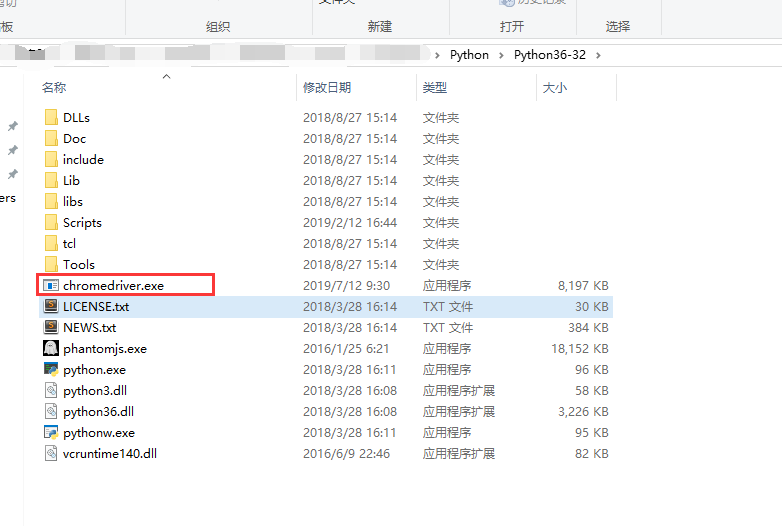 板
组织
新建
打开
选择
› Python › Python36-32 ›
名称 修改日期 类型 大小
DLLs 2018/8/27 15:14 文件夹
Doc 2018/8/27 15:14 文件夹
include 2018/8/27 15:14 文件夹
Lib 2018/8/27 15:14 文件夹
ers
libs 2018/8/27 15:14 文件夹
Scripts 2019/2/12 16:44 文件夹
tcl 2018/8/27 15:14 文件夹
Tools 2018/8/27 15:14 文件夹
chromedriver.exe 2019/7/12 9:30 应用程序 8,197 KB
LICENSE.txt 2018/3/28 16:14 TXT 文件 30 KB
NEWS.txt 2018/3/28 16:14 TXT 文件 384 KB
phantomjs.exe 2016/1/25 6:21 应用程序 18,152 KB
python.exe 2018/3/28 16:11 应用程序 96 KB
python3.dll 2018/3/28 16:08 应用程序扩展 58 KB
python36.dll 2018/3/28 16:08 应用程序扩展 3,226 KB
pythonw.exe 2018/3/28 16:11 应用程序 95 KB
vcruntime140.dll 2016/6/9 22:46 应用程序扩展 82 KB